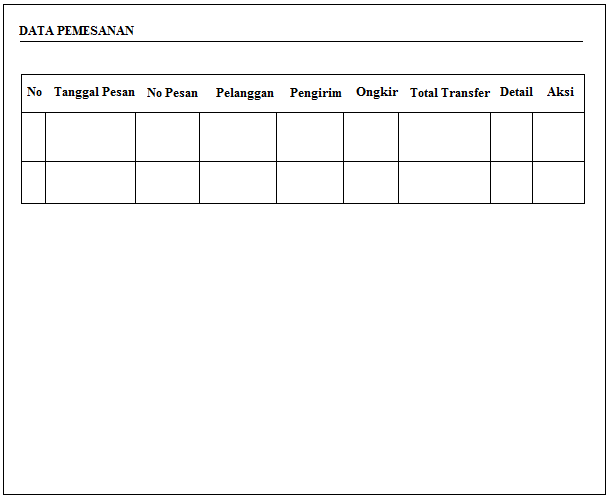 DATA PEMESANAN
No Tanggal Pesan No Pesan Pelanggan Pengirim Ongkir Total Transfer Detail Aksi